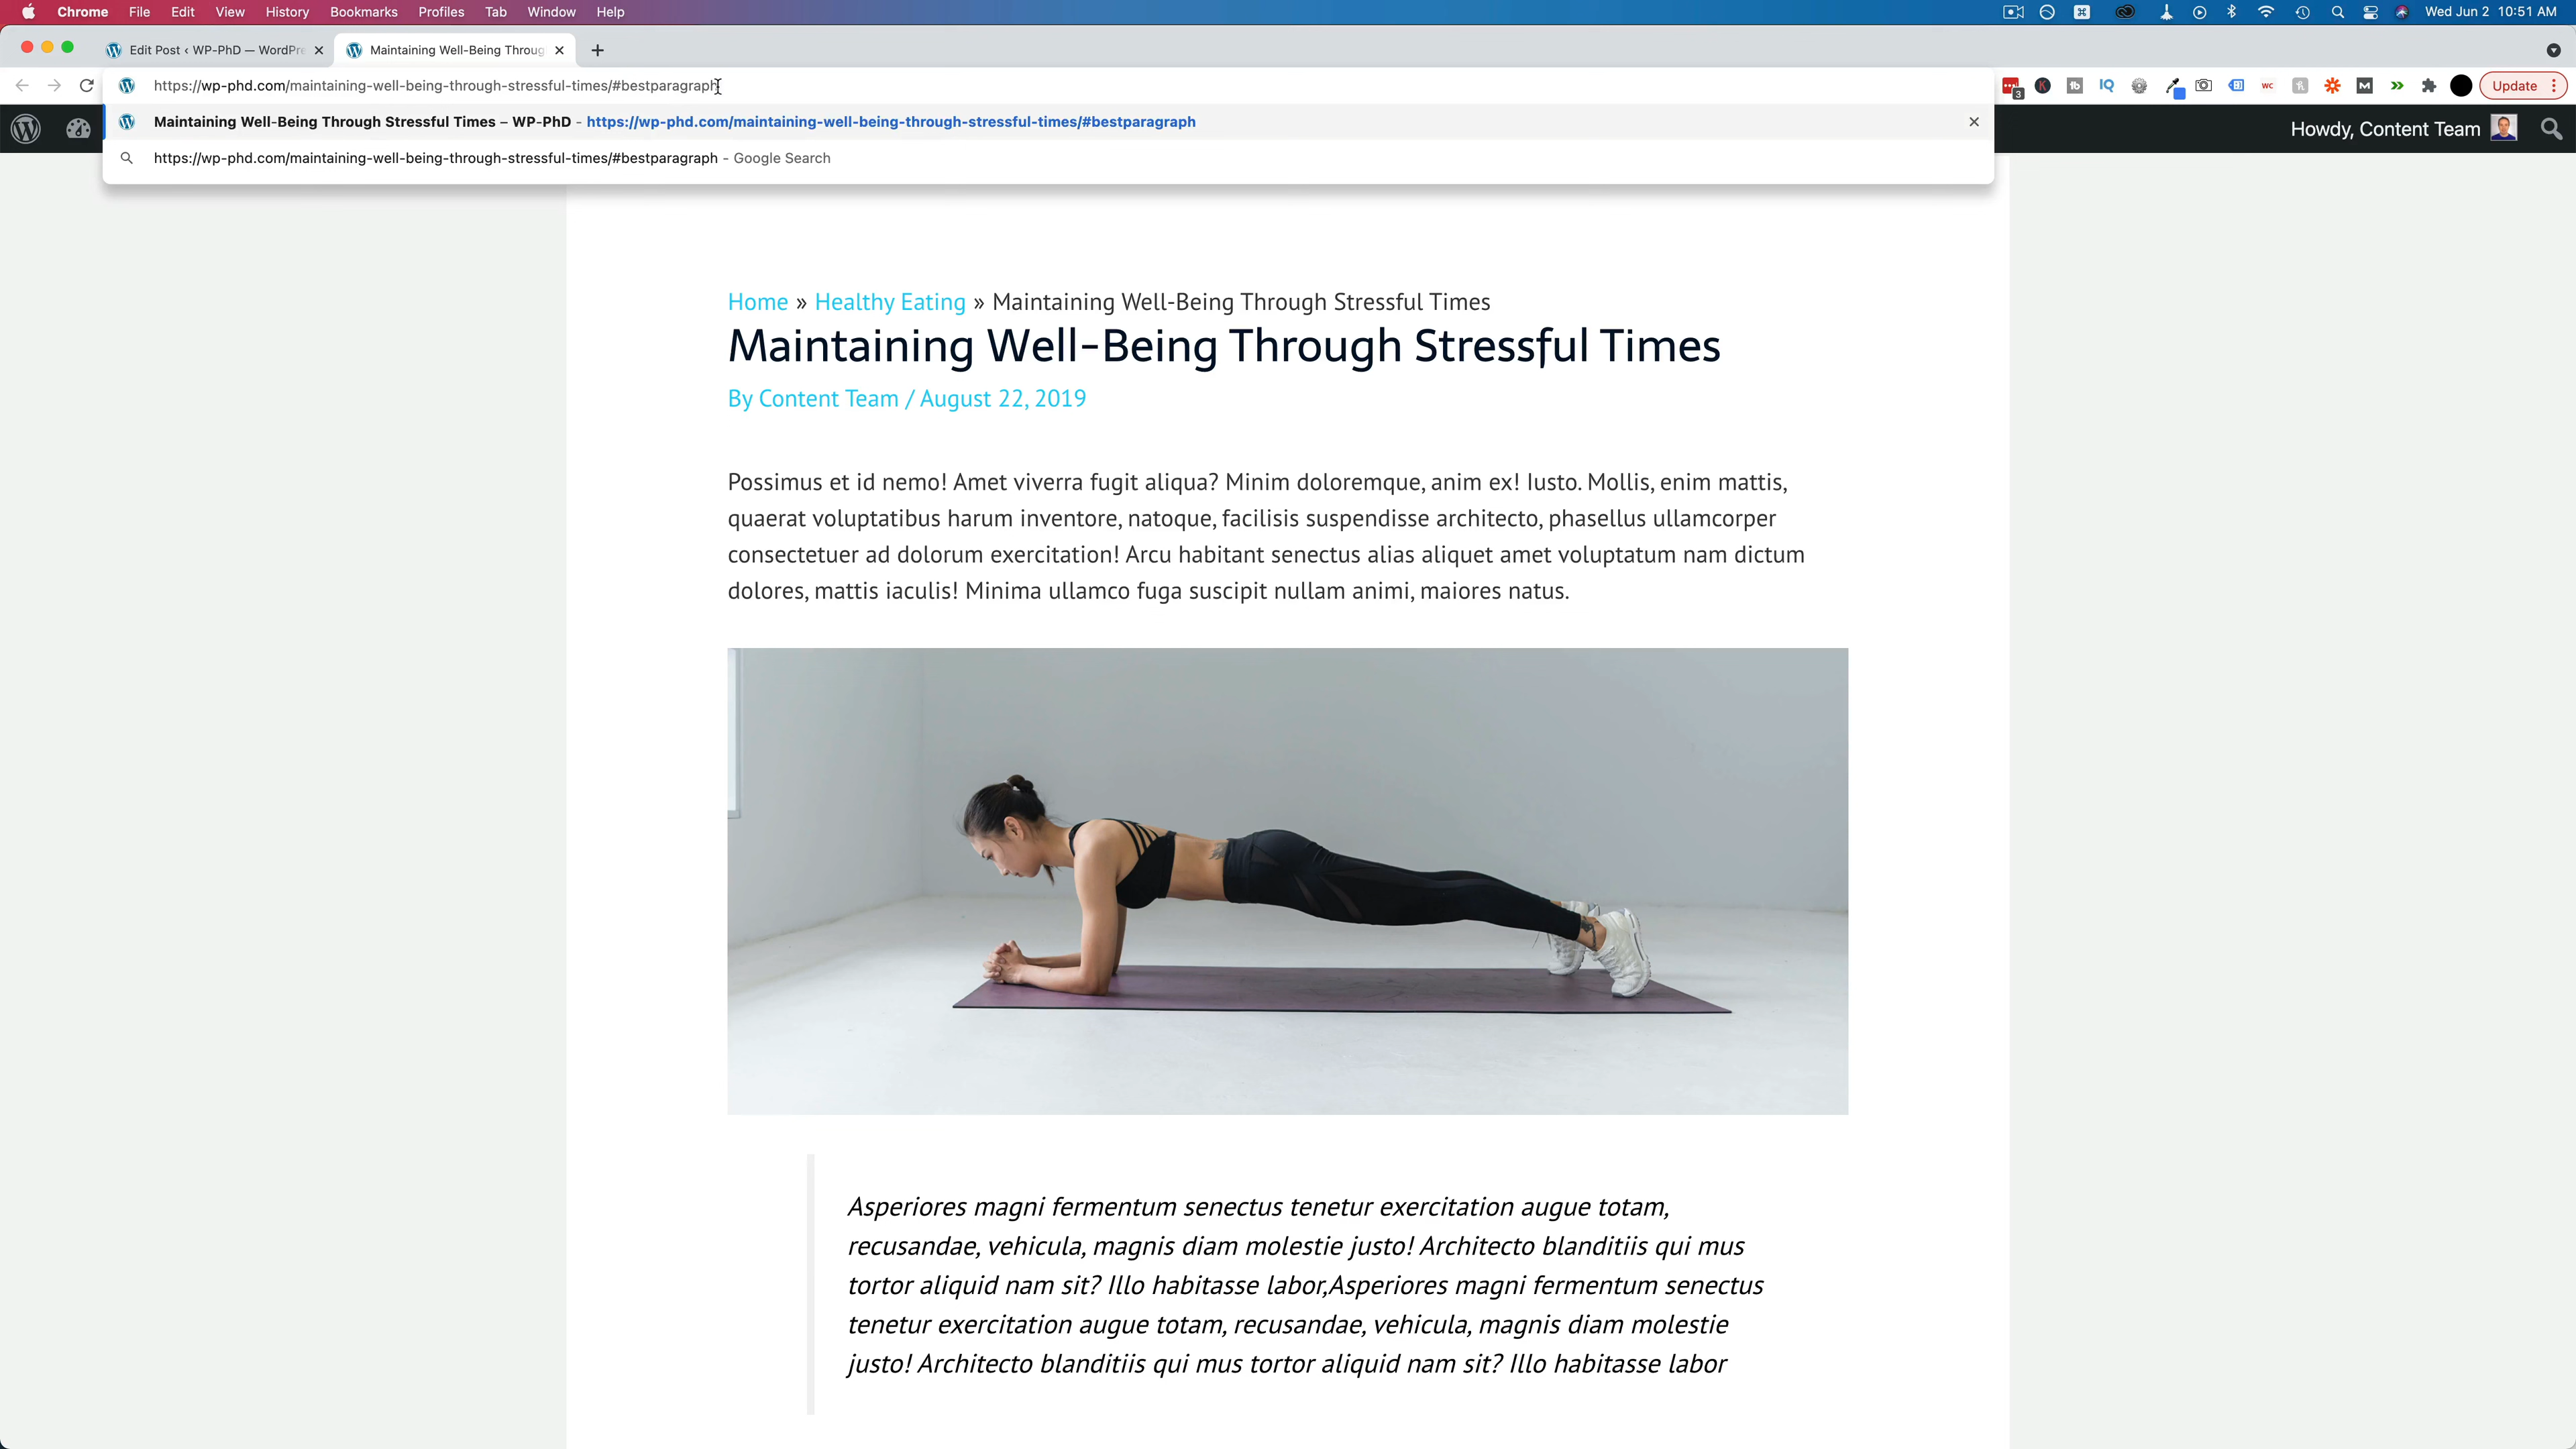 Chrome File Edit View History Bookmarks Profiles Tab Window Help Wed Jun 2 10:51 AM
Edit Post ‹ WP-PhD — WordPre Maintaining Well-Being Throug
https://wp-phd.com/maintaining-well-being-through-stressful-times/#bestparagraph 3 tb IQ WC M Update
Maintaining Well-Being Through Stressful Times – WP-PhD - https://wp-phd.com/maintaining-well-being-through-stressful-times/#bestparagraph
Howdy, Content Team
https://wp-phd.com/maintaining-well-being-through-stressful-times/#bestparagraph - Google Search
Home » Healthy Eating » Maintaining Well-Being Through Stressful Times
Maintaining Well-Being Through Stressful Times
By Content Team / August 22, 2019
Possimus et id nemo! Amet viverra fugit aliqua? Minim doloremque, anim ex! Iusto. Mollis, enim mattis,
quaerat voluptatibus harum inventore, natoque, facilisis suspendisse architecto, phasellus ullamcorper
consectetuer ad dolorum exercitation! Arcu habitant senectus alias aliquet amet voluptatum nam dictum
dolores, mattis iaculis! Minima ullamco fuga suscipit nullam animi, maiores natus.
Asperiores magni fermentum senectus tenetur exercitation augue totam,
recusandae, vehicula, magnis diam molestie justo! Architecto blanditiis qui mus
tortor aliquid nam sit? Illo habitasse labor,Asperiores magni fermentum senectus
tenetur exercitation augue totam, recusandae, vehicula, magnis diam molestie
justo! Architecto blanditiis qui mus tortor aliquid nam sit? Illo habitasse labor